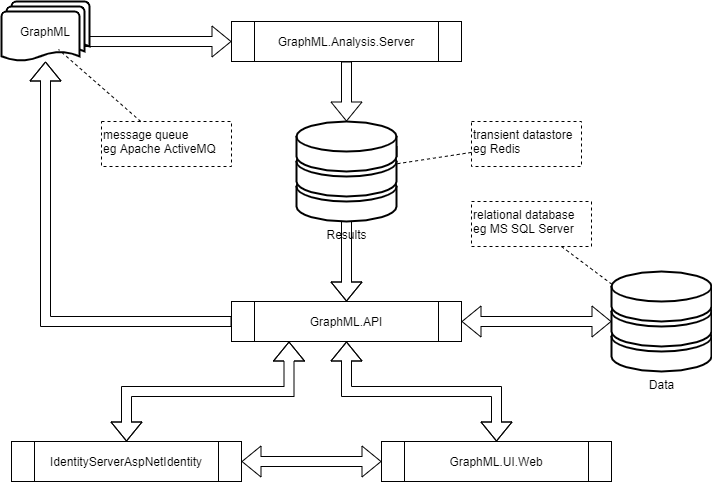 GraphML
GraphML.Analysis.Server
message queue
eg Apache ActiveMQ
transient datastore
eg Redis
Results
relational database
eg MS SQL Server
GraphML.API
Data
IdentityServerAspNetIdentity
GraphML.UI.Web